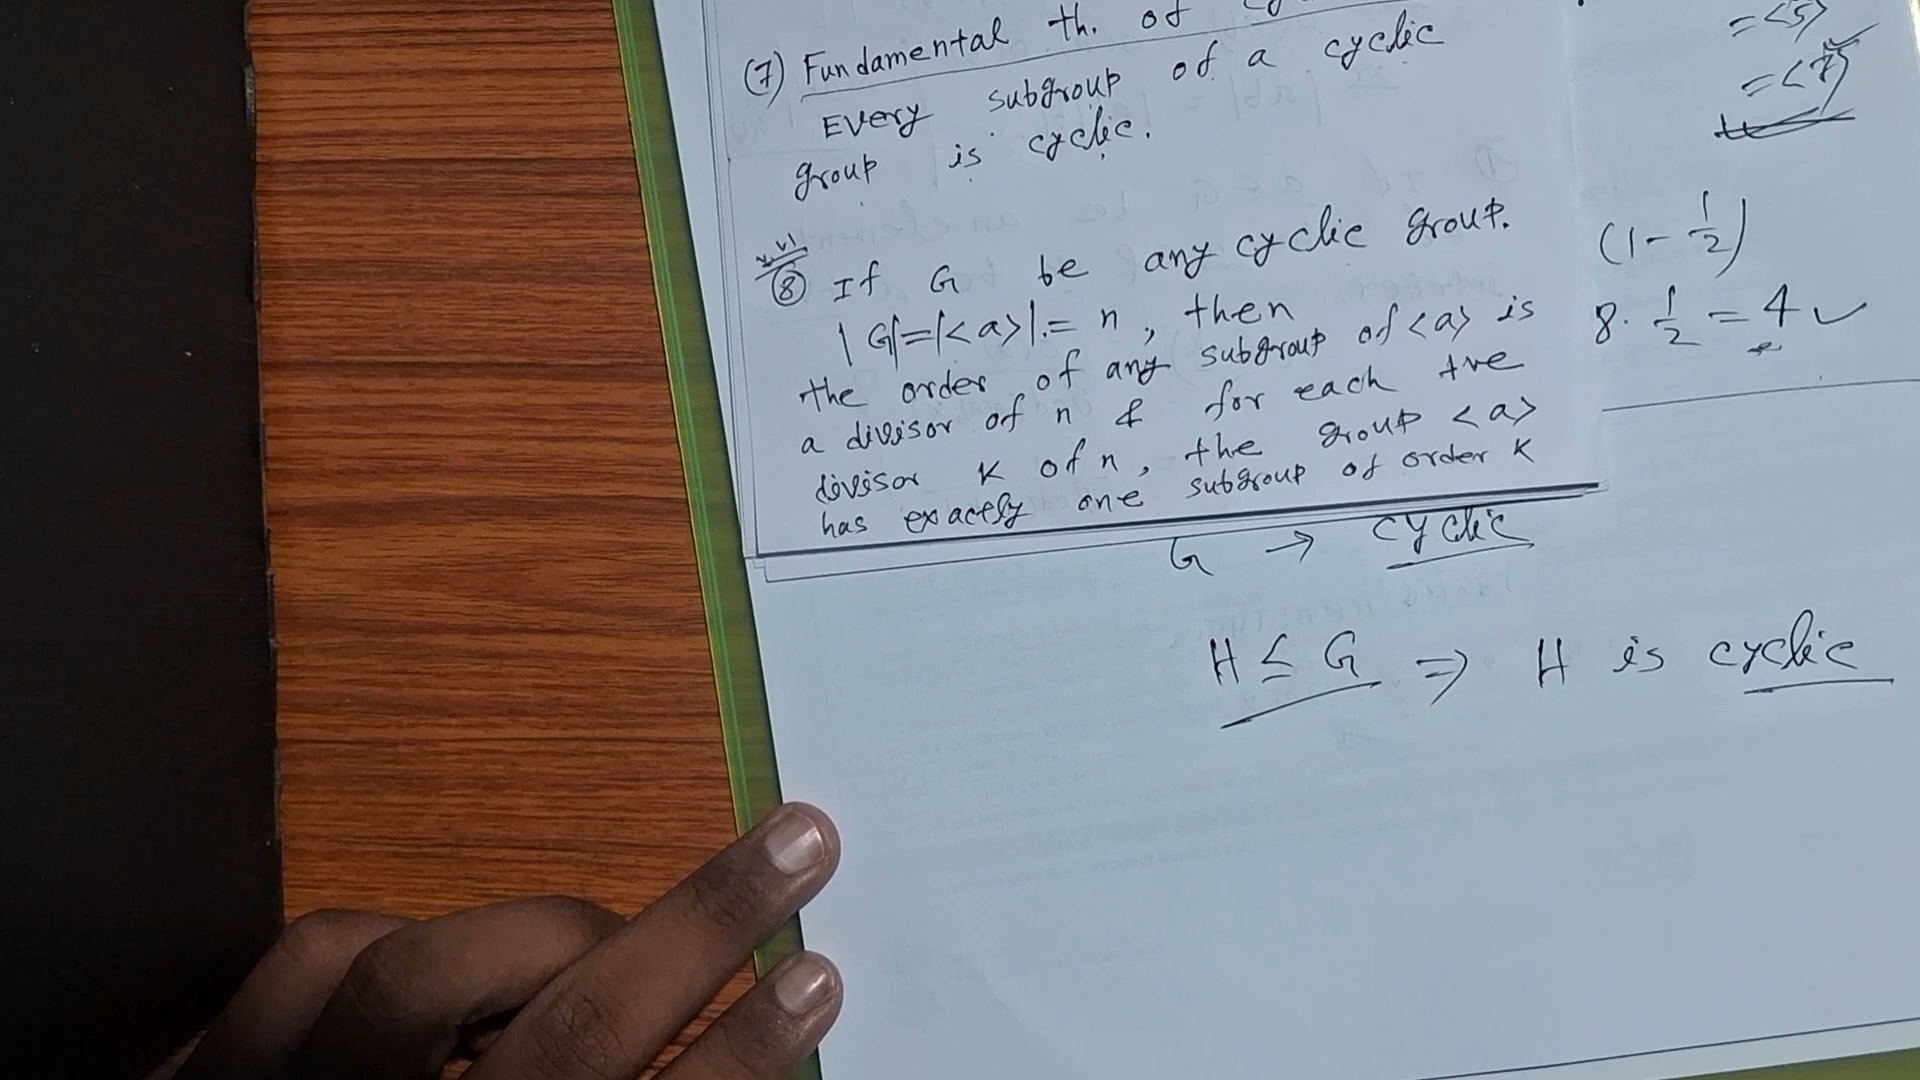 (7) Fundamental th. of
Every subgroup of a cyclic
group is cyclic.
(8) If G be any cyclic group.
|G|=|<a>|.= n, then
the order of any subgroup of <a> is
a divisor of n & for each +ve
divisor K of n, the group <a>
has exactly one subgroup of order K
G → cyclic
H ≤ G ⇒ H is cyclic
= <5>
= <7>
(1 - 1/2)
8. 1/2 = 4 ✓